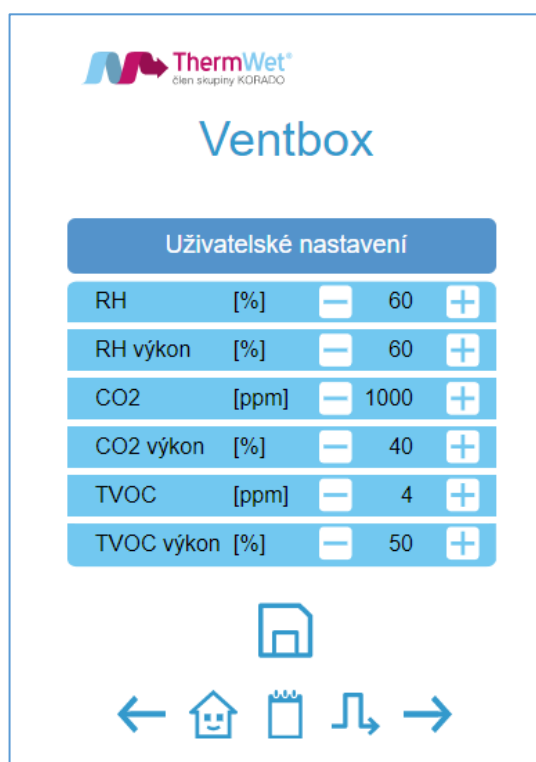 ThermWet®
člen skupiny KORADO
Ventbox
Uživatelské nastavení
RH [%] 60
RH výkon [%] 60
CO2 [ppm] 1000
CO2 výkon [%] 40
TVOC [ppm] 4
TVOC výkon [%] 50